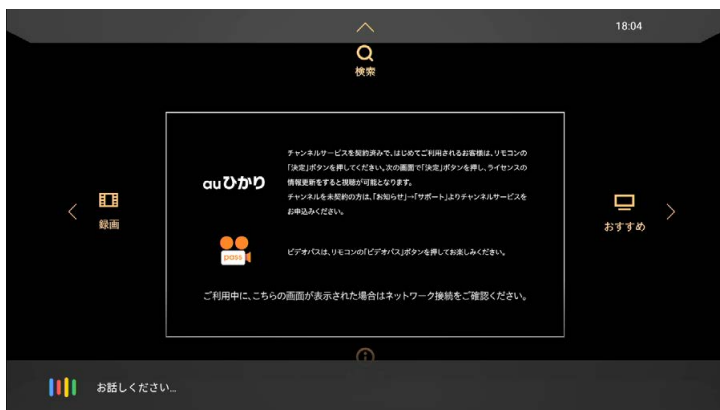 18:04
検索
チャンネルサービスを契約済みで、はじめてご利用されるお客様は、リモコンの
「決定」ボタンを押してください。次の画面で「決定」ボタンを押し、ライセンスの
情報更新をすると視聴が可能となります。
チャンネルを未契約の方は、「お知らせ」→「サポート」よりチャンネルサービスを
お申込みください。
auひかり
録画
おすすめ
pass
ビデオパスは、リモコンの「ビデオパス」ボタンを押してお楽しみください。
ご利用中に、こちらの画面が表示された場合はネットワーク接続をご確認ください。
お話しください...